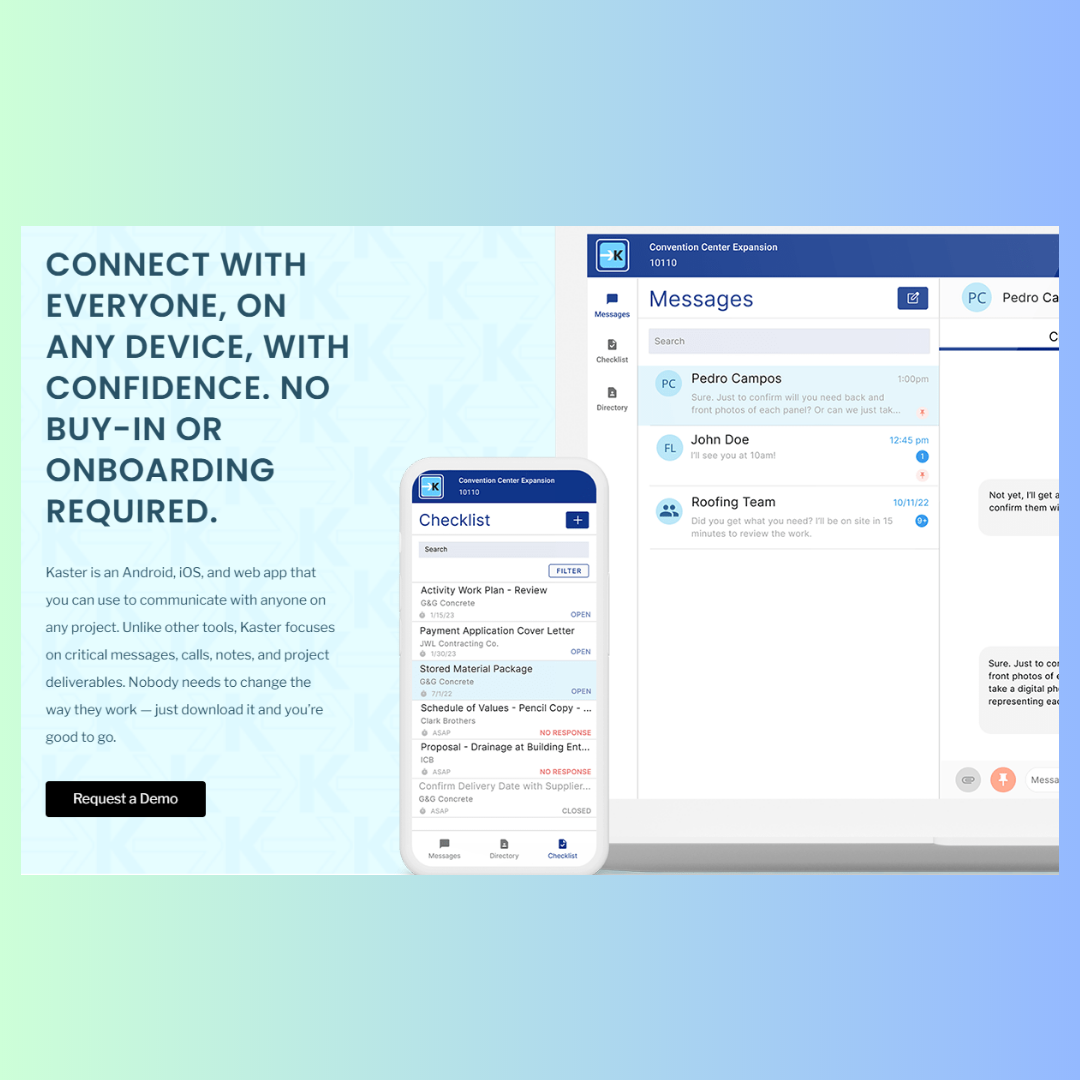 CONNECT WITH
EVERYONE, ON
ANY DEVICE, WITH
CONFIDENCE. NO
BUY-IN OR
ONBOARDING
REQUIRED.
Kaster is an Android, iOS, and web app that
you can use to communicate with anyone on
any project. Unlike other tools, Kaster focuses
on critical messages, calls, notes, and project
deliverables. Nobody needs to change the
way they work — just download it and you’re
good to go.
Request a Demo
K
Convention Center Expansion
10110
Checklist
Search
FILTER
Activity Work Plan - Review
G&G Concrete
1/15/23 OPEN
Payment Application Cover Letter
JWL Contracting Co.
1/30/23 OPEN
Stored Material Package
G&G Concrete
7/1/22 OPEN
Schedule of Values - Pencil Copy - ...
Clark Brothers
ASAP NO RESPONSE
Proposal - Drainage at Building Ent...
ICB
ASAP NO RESPONSE
Confirm Delivery Date with Supplier...
G&G Concrete
ASAP CLOSED
Messages Directory Checklist
K
Convention Center Expansion
10110
Messages
Checklist
Directory
Messages
Search
PC Pedro Campos 1:00pm
Sure. Just to confirm will you need back and
front photos of each panel? Or can we just tak...
FL John Doe 12:45 pm
I'll see you at 10am! 1
Roofing Team 10/11/22
Did you get what you need? I'll be on site in 15 9+
minutes to review the work.
PC Pedro Ca
C
Not yet, I'll get a
confirm them wi
Sure. Just to cor
front photos of e
take a digital ph
representing eac
Messa